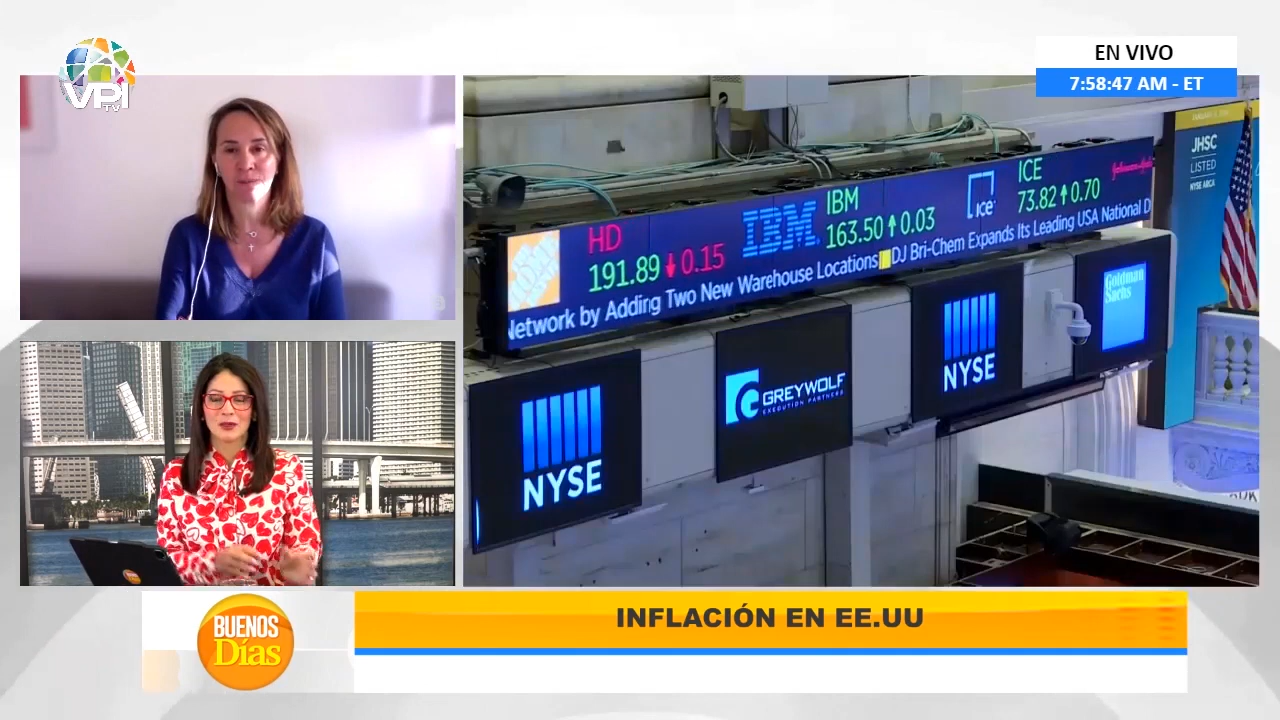 VPI
TV
EN VIVO
7:58:47 AM - ET
JHSC
LISTED
NYSE ARCA
HD
191.89 ↓ 0.15
IBM
IBM
163.50 ↑ 0.03
ICE
ICE
73.82 ↑ 0.70
Network by Adding Two New Warehouse Locations DJ Bri-Chem Expands Its Leading USA National D
NYSE
GREYWOLF
EXECUTION PARTNERS
NYSE
Goldman
Sachs
BUENOS
Días
INFLACIÓN EN EE.UU